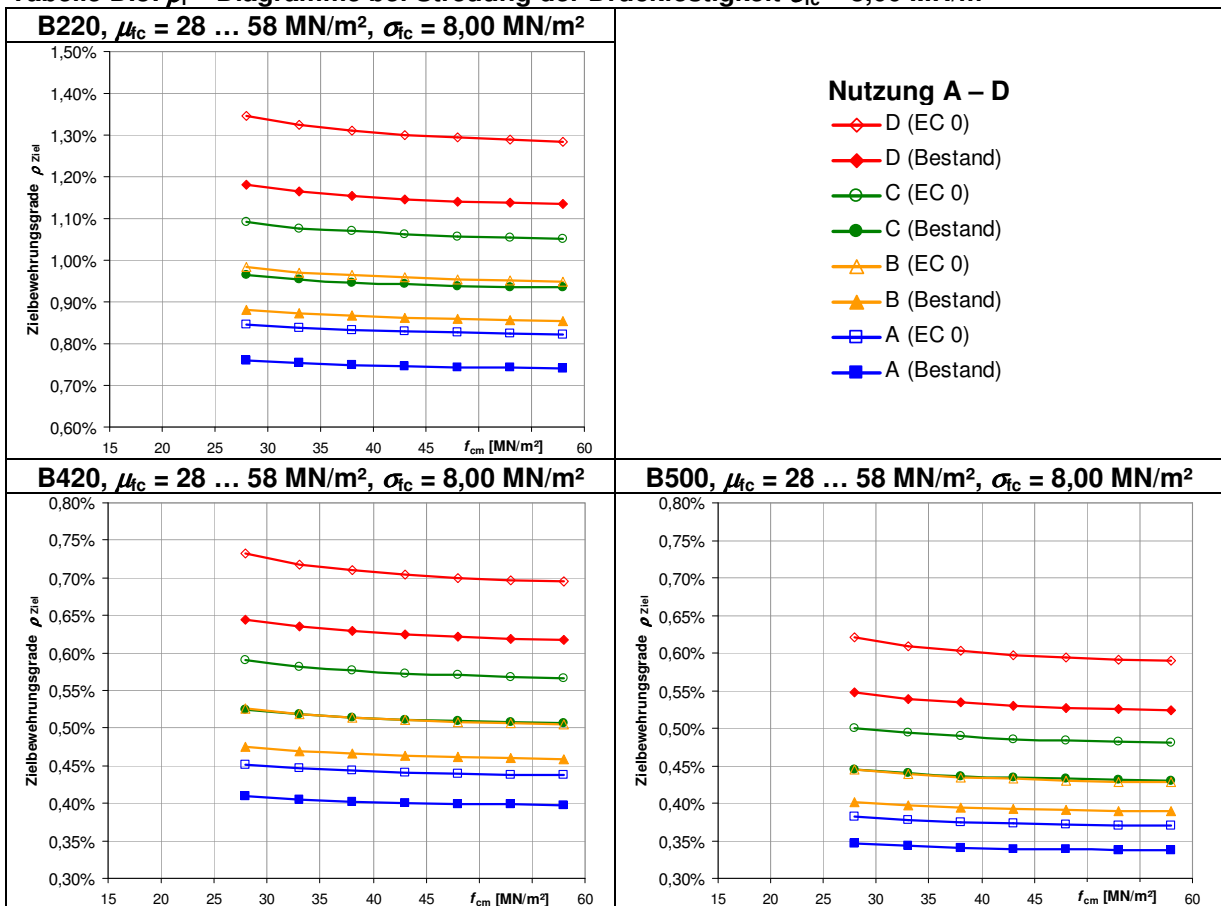 B220, μfc = 28 … 58 MN/m², σfc = 8,00 MN/m²
1,50%
1,40%
1,30%
1,20%
1,10%
1,00%
0,90%
0,80%
0,70%
0,60%
Zielbewehrungsgrade ρ Ziel
15 20 25 30 35 40 45 fcm [MN/m²] 60
Nutzung A – D
D (EC 0)
D (Bestand)
C (EC 0)
C (Bestand)
B (EC 0)
B (Bestand)
A (EC 0)
A (Bestand)
B420, μfc = 28 … 58 MN/m², σfc = 8,00 MN/m²
0,80%
0,75%
0,70%
0,65%
0,60%
0,55%
0,50%
0,45%
0,40%
0,35%
0,30%
Zielbewehrungsgrade ρ Ziel
15 20 25 30 35 40 45 fcm [MN/m²] 60
B500, μfc = 28 … 58 MN/m², σfc = 8,00 MN/m²
0,80%
0,75%
0,70%
0,65%
0,60%
0,55%
0,50%
0,45%
0,40%
0,35%
0,30%
Zielbewehrungsgrade ρ Ziel
15 20 25 30 35 40 45 fcm [MN/m²] 60